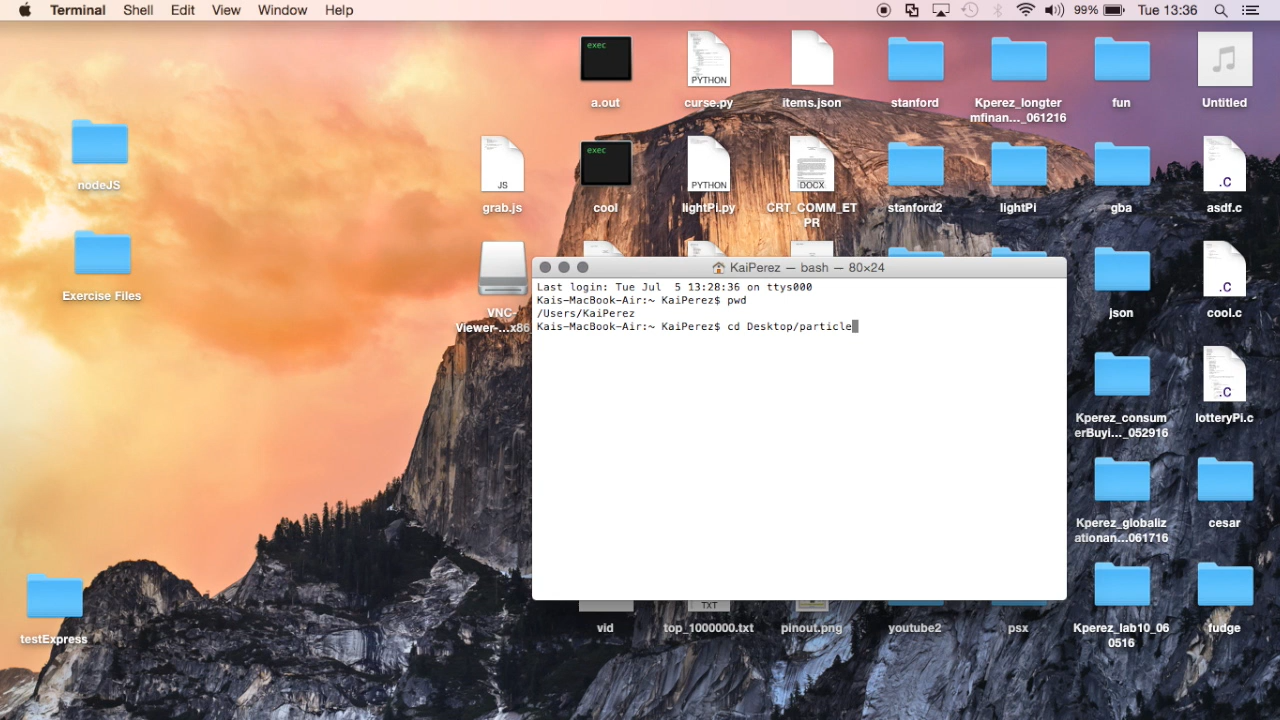 Terminal Shell Edit View Window Help 99% Tue 13:36
exec
a.out
PYTHON
curse.py
items.json
stanford
Kperez_longter
mfinan..._061216
fun
Untitled
nodeJS
JS
grab.js
exec
cool
PYTHON
lightPi.py
DOCX
CRT_COMM_ET
PR
stanford2
lightPi
gba
.C
asdf.c
Exercise Files
VNC-
Viewer-...x86
KaiPerez — bash — 80×24
Last login: Tue Jul  5 13:28:36 on ttys000
Kais-MacBook-Air:~ KaiPerez$ pwd
/Users/KaiPerez
Kais-MacBook-Air:~ KaiPerez$ cd Desktop/particle
json
.C
cool.c
Kperez_consum
erBuyi..._052916
.C
lotteryPi.c
Kperez_globaliz
ationan...061716
cesar
testExpress
vid
TXT
top_1000000.txt
pinout.png
youtube2
psx
Kperez_lab10_06
0516
fudge